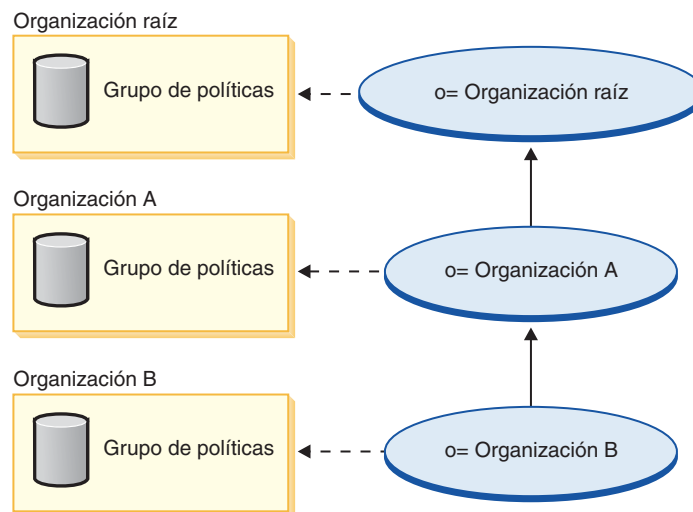 Organización raíz
Grupo de políticas
o= Organización raíz
Organización A
Grupo de políticas
o= Organización A
Organización B
Grupo de políticas
o= Organización B